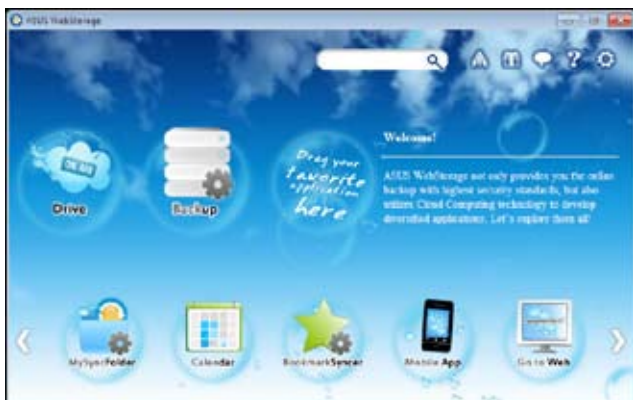 ASUS WebStorage
?
Welcome!
ASUS WebStorage not only provides you the online
backup with highest security standards, but also
utilizes Cloud Computing technology to develop
diversified applications. Let's explore them all!
ON AIR
Drive
Backup
Drag your
favorite
application
here
MySyncFolder
Calendar
BookmarkSyncer
Mobile App
Go to Web